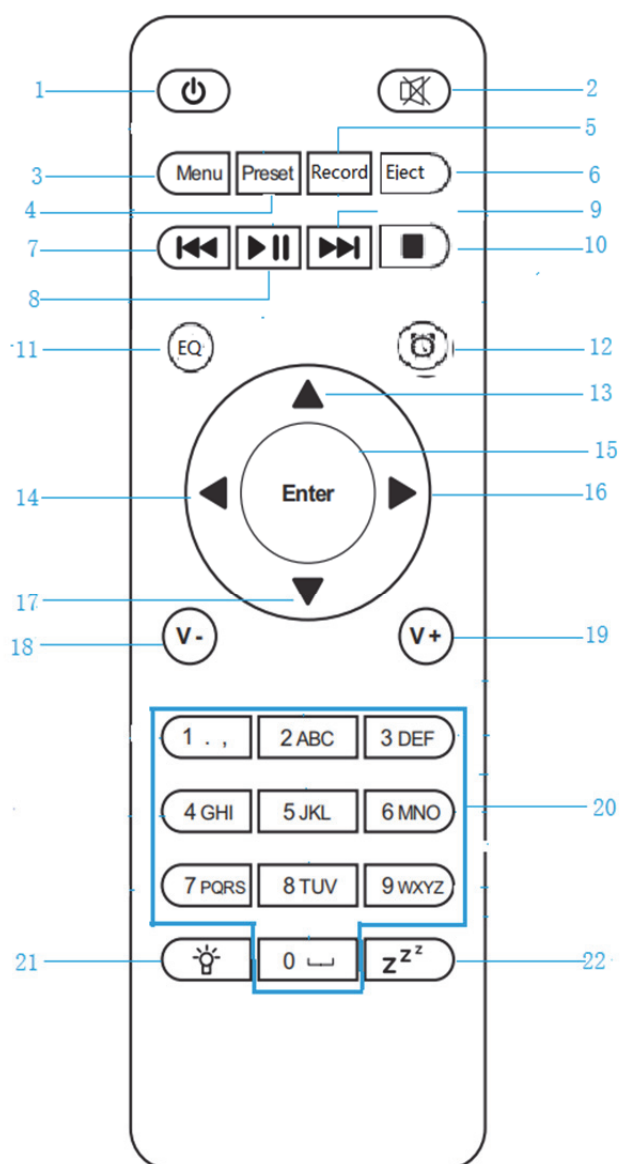 1
2
5
3 Menu Preset Record Eject 6
4
9
7
10
8
11 EQ
12
13
15
14 Enter 16
17
18 V - V + 19
1 . , 2 ABC 3 DEF
4 GHI 5 JKL 6 MNO 20
7 PQRS 8 TUV 9 WXYZ
21 0 zzz 22